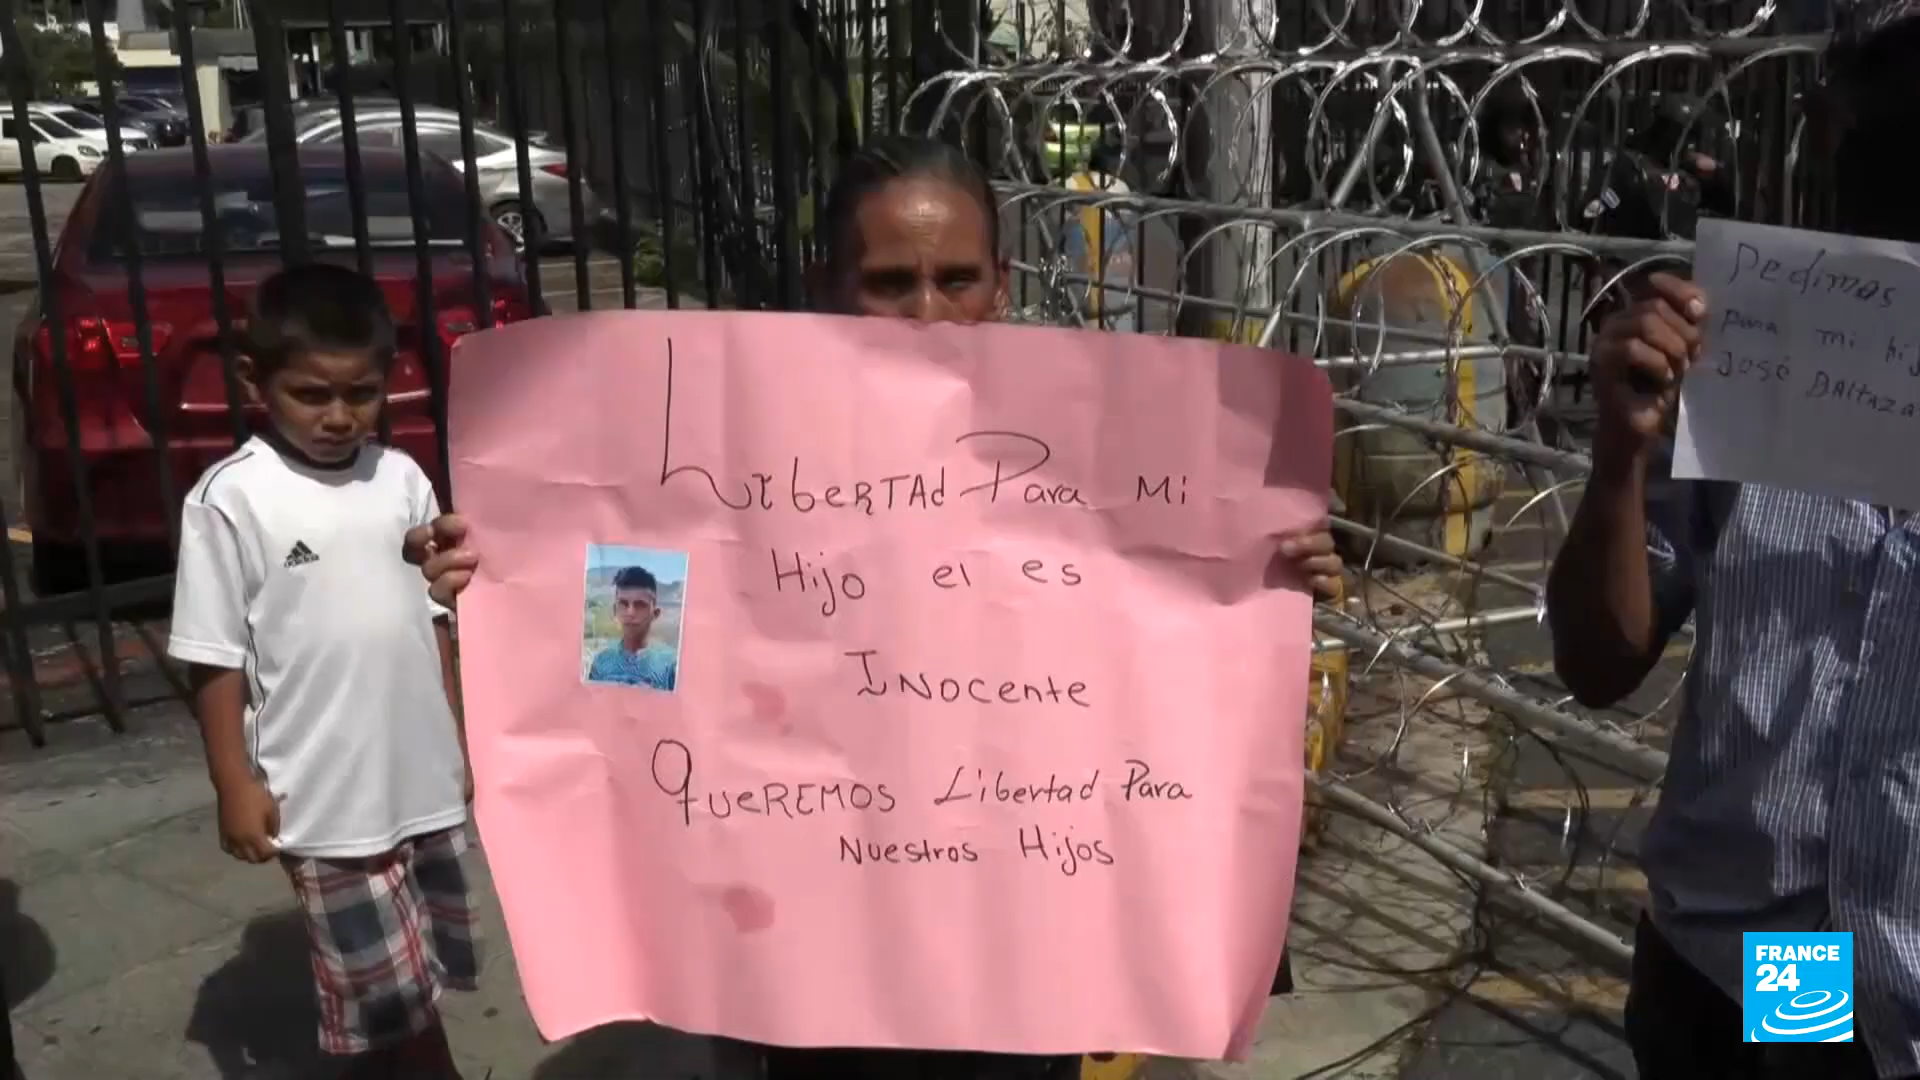 LibERTAd Para Mi
Hijo el es
INocente
QUeREMOS Libertad Para
Nuestros Hijos
Pedimos
para mi
José
adidas
FRANCE
24